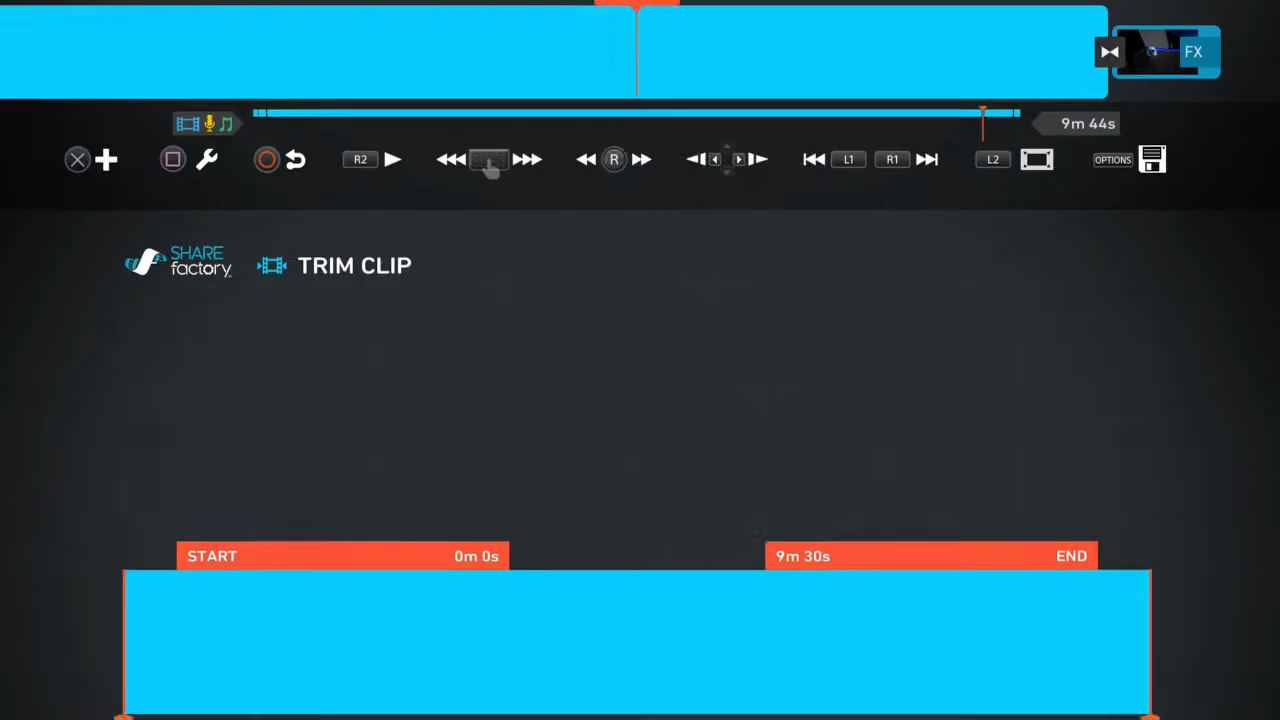 FX
9m 44s
R2
R
L1
R1
L2
OPTIONS
SHARE
factory
TRIM CLIP
START 0m 0s
9m 30s END